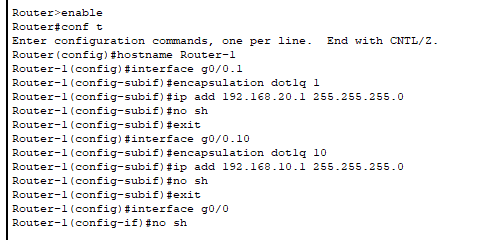 Router>enable
Router#conf t
Enter configuration commands, one per line.  End with CNTL/Z.
Router(config)#hostname Router-1
Router-1(config)#interface g0/0.1
Router-1(config-subif)#encapsulation dot1q 1
Router-1(config-subif)#ip add 192.168.20.1 255.255.255.0
Router-1(config-subif)#no sh
Router-1(config-subif)#exit
Router-1(config)#interface g0/0.10
Router-1(config-subif)#encapsulation dot1q 10
Router-1(config-subif)#ip add 192.168.10.1 255.255.255.0
Router-1(config-subif)#no sh
Router-1(config-subif)#exit
Router-1(config)#interface g0/0
Router-1(config-if)#no sh